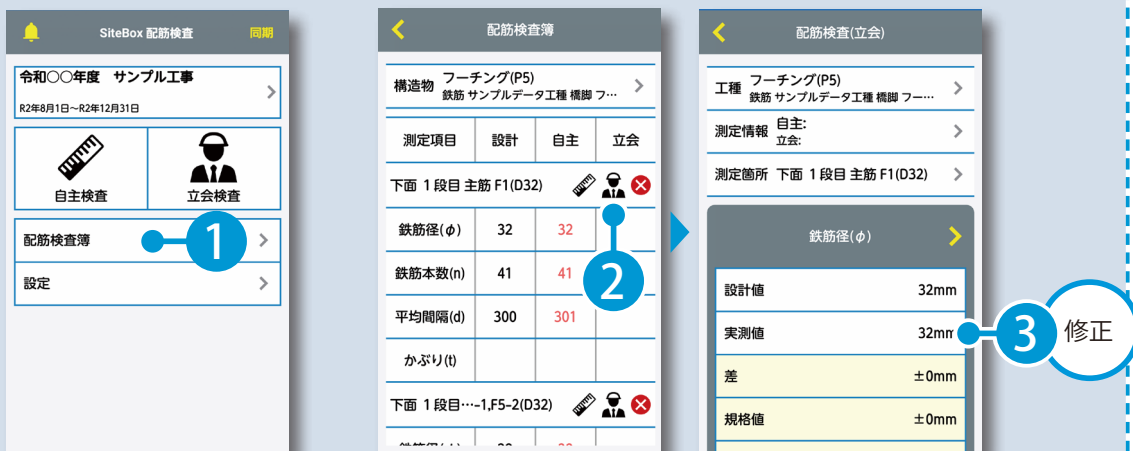 SiteBox 配筋検査
同期
令和○○年度 サンプル工事
R2年8月1日～R2年12月31日
自主検査
立会検査
配筋検査簿
1
設定
配筋検査簿
構造物
フーチング(P5)
鉄筋 サンプルデータ工種 橋脚 フ…
測定項目 設計 自主 立会
下面 1段目 主筋 F1(D32)
鉄筋径(φ) 32 32
2
鉄筋本数(n) 41 41
平均間隔(d) 300 301
かぶり(t)
下面 1段目…-1,F5-2(D32)
配筋検査(立会)
工種
フーチング(P5)
鉄筋 サンプルデータ工種 橋脚 フー…
測定情報
自主:
立会:
測定箇所 下面 1段目 主筋 F1(D32)
鉄筋径(φ)
設計値 32mm
実測値 32mm
3 修正
差 ±0mm
規格値 ±0mm